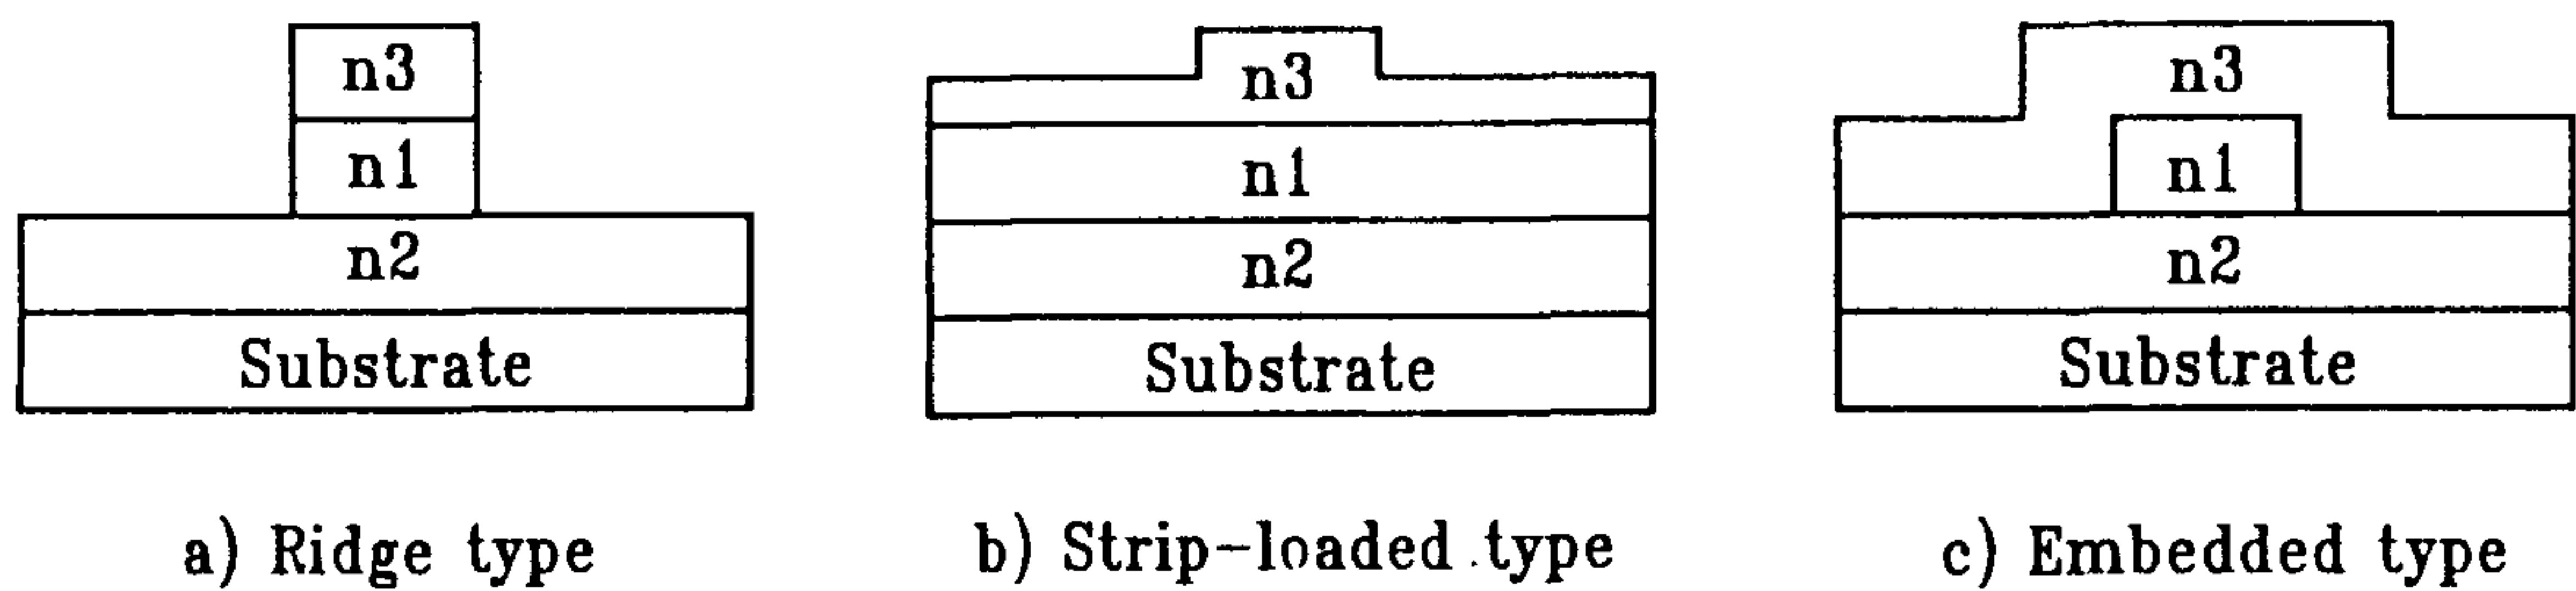 n3
n1
n2
Substrate
a) Ridge type
n3
n1
n2
Substrate
b) Strip-loaded type
n3
n1
n2
Substrate
c) Embedded type